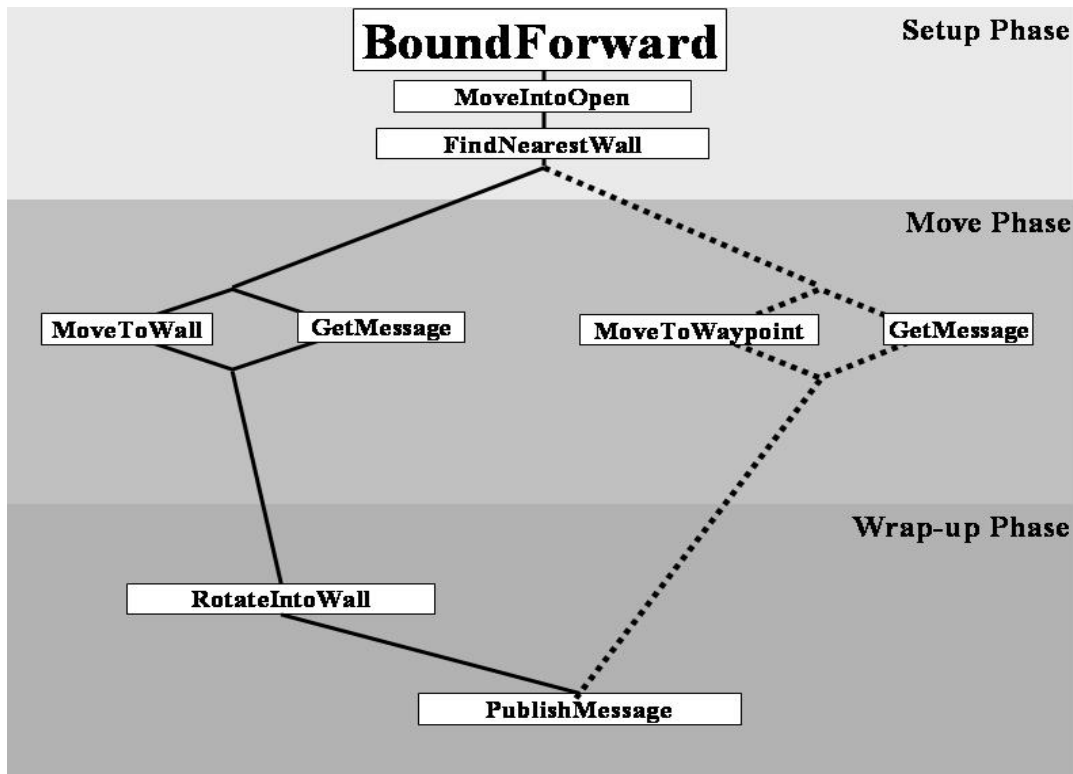 BoundForward
Setup Phase
MoveIntoOpen
FindNearestWall
Move Phase
MoveToWall
GetMessage
MoveToWaypoint
GetMessage
Wrap-up Phase
RotateIntoWall
PublishMessage